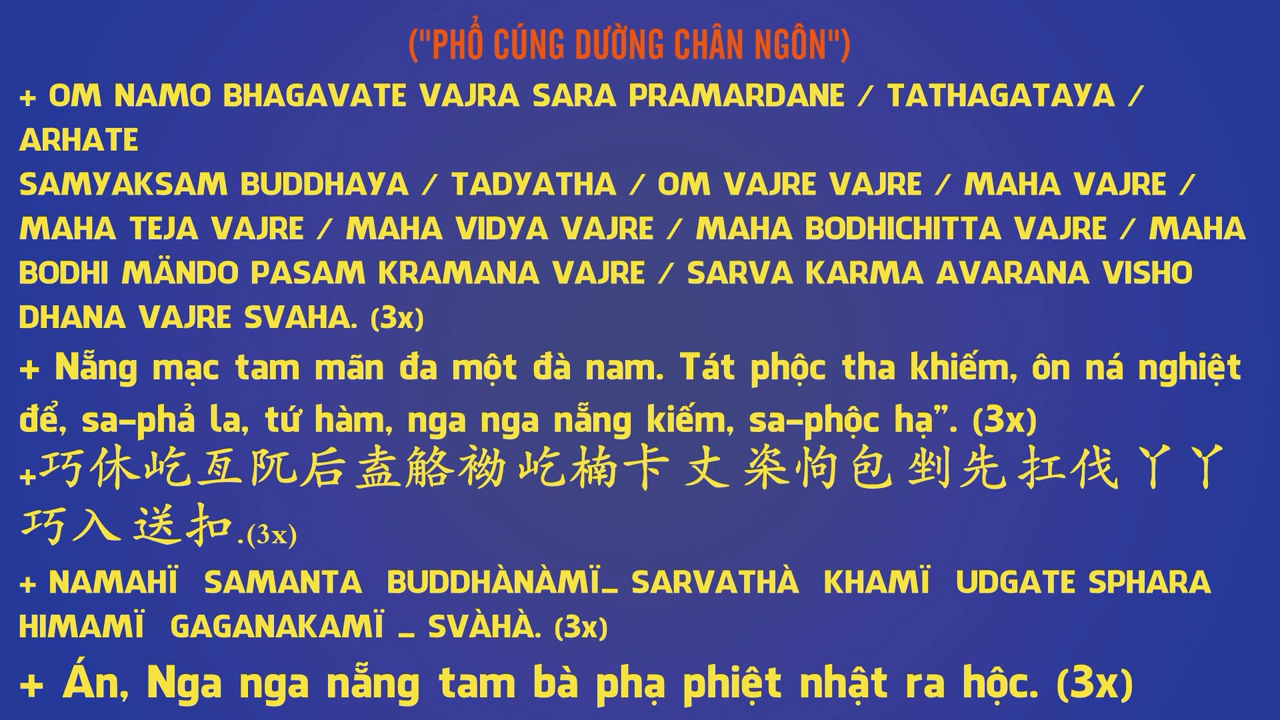 ("PHỔ CÚNG DƯỜNG CHÂN NGÔN")
+ OM NAMO BHAGAVATE VAJRA SARA PRAMARDANE / TATHAGATAYA /
ARHATE
SAMYAKSAM BUDDHAYA / TADYATHA / OM VAJRE VAJRE / MAHA VAJRE /
MAHA TEJA VAJRE / MAHA VIDYA VAJRE / MAHA BODHICHITTA VAJRE / MAHA
BODHI MÄNDO PASAM KRAMANA VAJRE / SARVA KARMA AVARANA VISHO
DHANA VAJRE SVAHA. (3x)
+ Nẵng mạc tam mãn đa một đà nam. Tát phộc tha khiếm, ôn ná nghiệt
để, sa-phả la, tứ hàm, nga nga nẵng kiếm, sa-phộc hạ”. (3x)
+巧休屹亙阢后盍觡袎屹楠卡丈楶怐包剉先扛伐丫丫
巧入送扣.(3x)
+ NAMAHÏ SAMANTA BUDDHÀNÀMÏ_ SARVATHÀ KHAMÏ UDGATE SPHARA
HIMAMÏ GAGANAKAMÏ _ SVÀHÀ. (3x)
+ Án, Nga nga nẵng tam bà phạ phiệt nhật ra hộc. (3x)